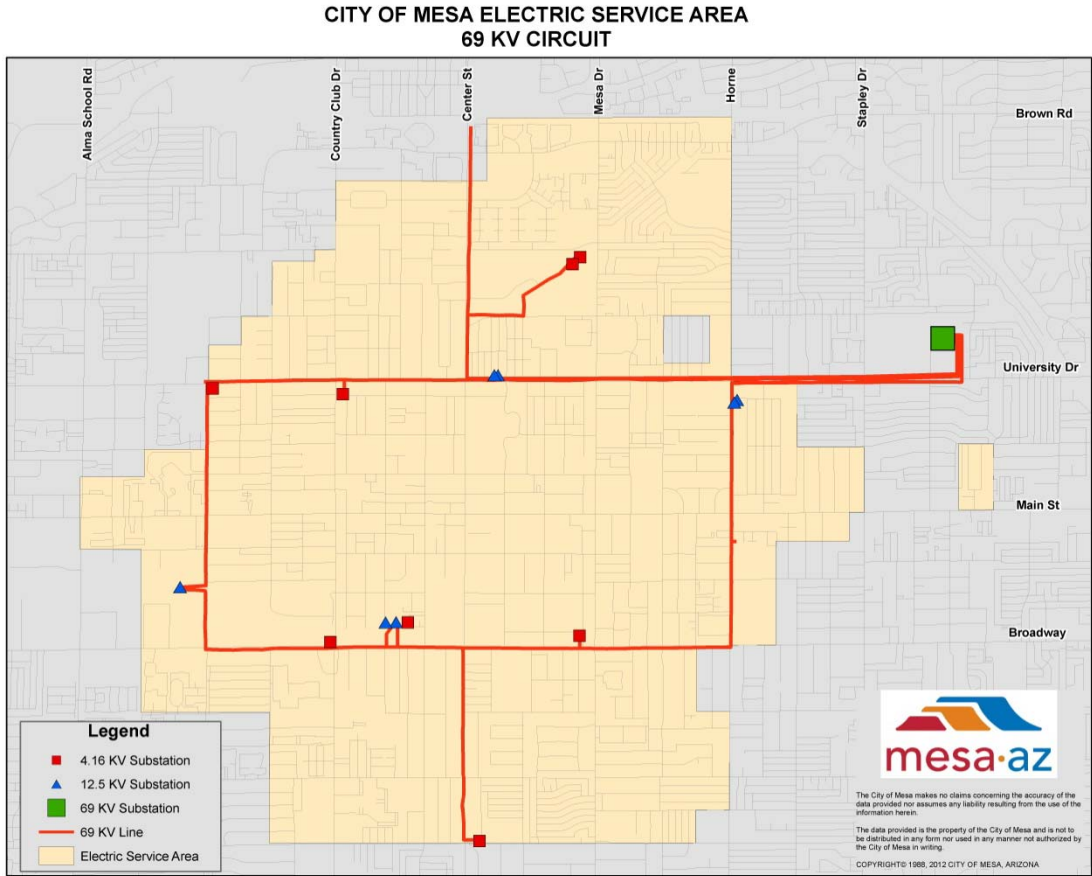 CITY OF MESA ELECTRIC SERVICE AREA
69 KV CIRCUIT
Alma School Rd
Country Club Dr
Center St
Mesa Dr
Horne
Stapley Dr
Brown Rd
University Dr
Main St
Broadway
Legend
4.16 KV Substation
12.5 KV Substation
69 KV Substation
69 KV Line
Electric Service Area
mesa·az
The City of Mesa makes no claims concerning the accuracy of the
data provided nor assumes any liability resulting from the use of the
information herein.
The data provided is the property of the City of Mesa and is not to
be distributed in any form nor used in any manner not authorized by
the City of Mesa in writing.
COPYRIGHT© 1988, 2012 CITY OF MESA, ARIZONA